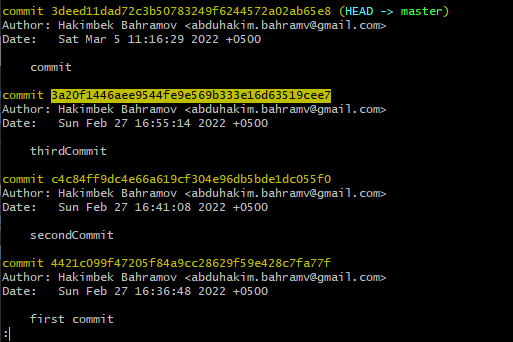 commit 3deed11dad72c3b50783249f6244572a02ab65e8 (HEAD -> master)
Author: Hakimbek Bahramov <abduhakim.bahramv@gmail.com>
Date:   Sat Mar 5 11:16:29 2022 +0500
commit
commit 3a20f1446aee9544fe9e569b333e16d63519cee7
Author: Hakimbek Bahramov <abduhakim.bahramv@gmail.com>
Date:   Sun Feb 27 16:55:14 2022 +0500
thirdCommit
commit c4c84ff9dc4e66a619cf304e96db5bde1dc055f0
Author: Hakimbek Bahramov <abduhakim.bahramv@gmail.com>
Date:   Sun Feb 27 16:41:08 2022 +0500
secondCommit
commit 4421c099f47205f84a9cc28629f59e428c7fa77f
Author: Hakimbek Bahramov <abduhakim.bahramv@gmail.com>
Date:   Sun Feb 27 16:36:48 2022 +0500
first commit
: